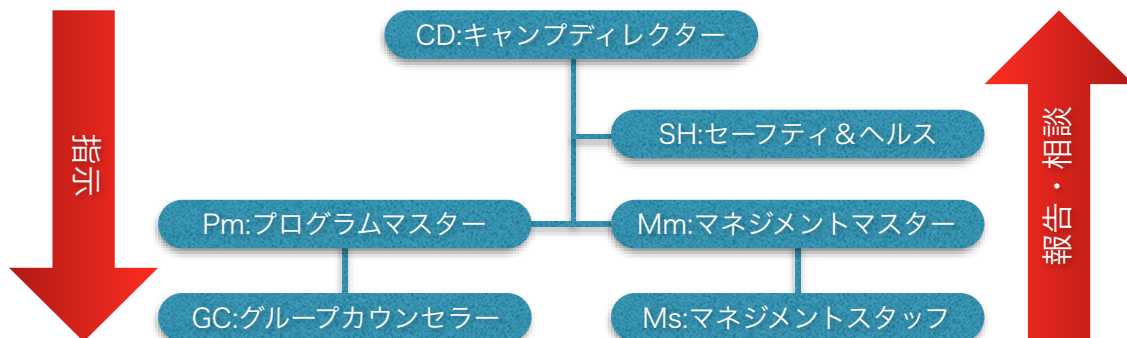 CD:キャンプディレクター
指示
SH:セーフティ＆ヘルス
報告・相談
Pm:プログラムマスター
Mm:マネジメントマスター
GC:グループカウンセラー
Ms:マネジメントスタッフ